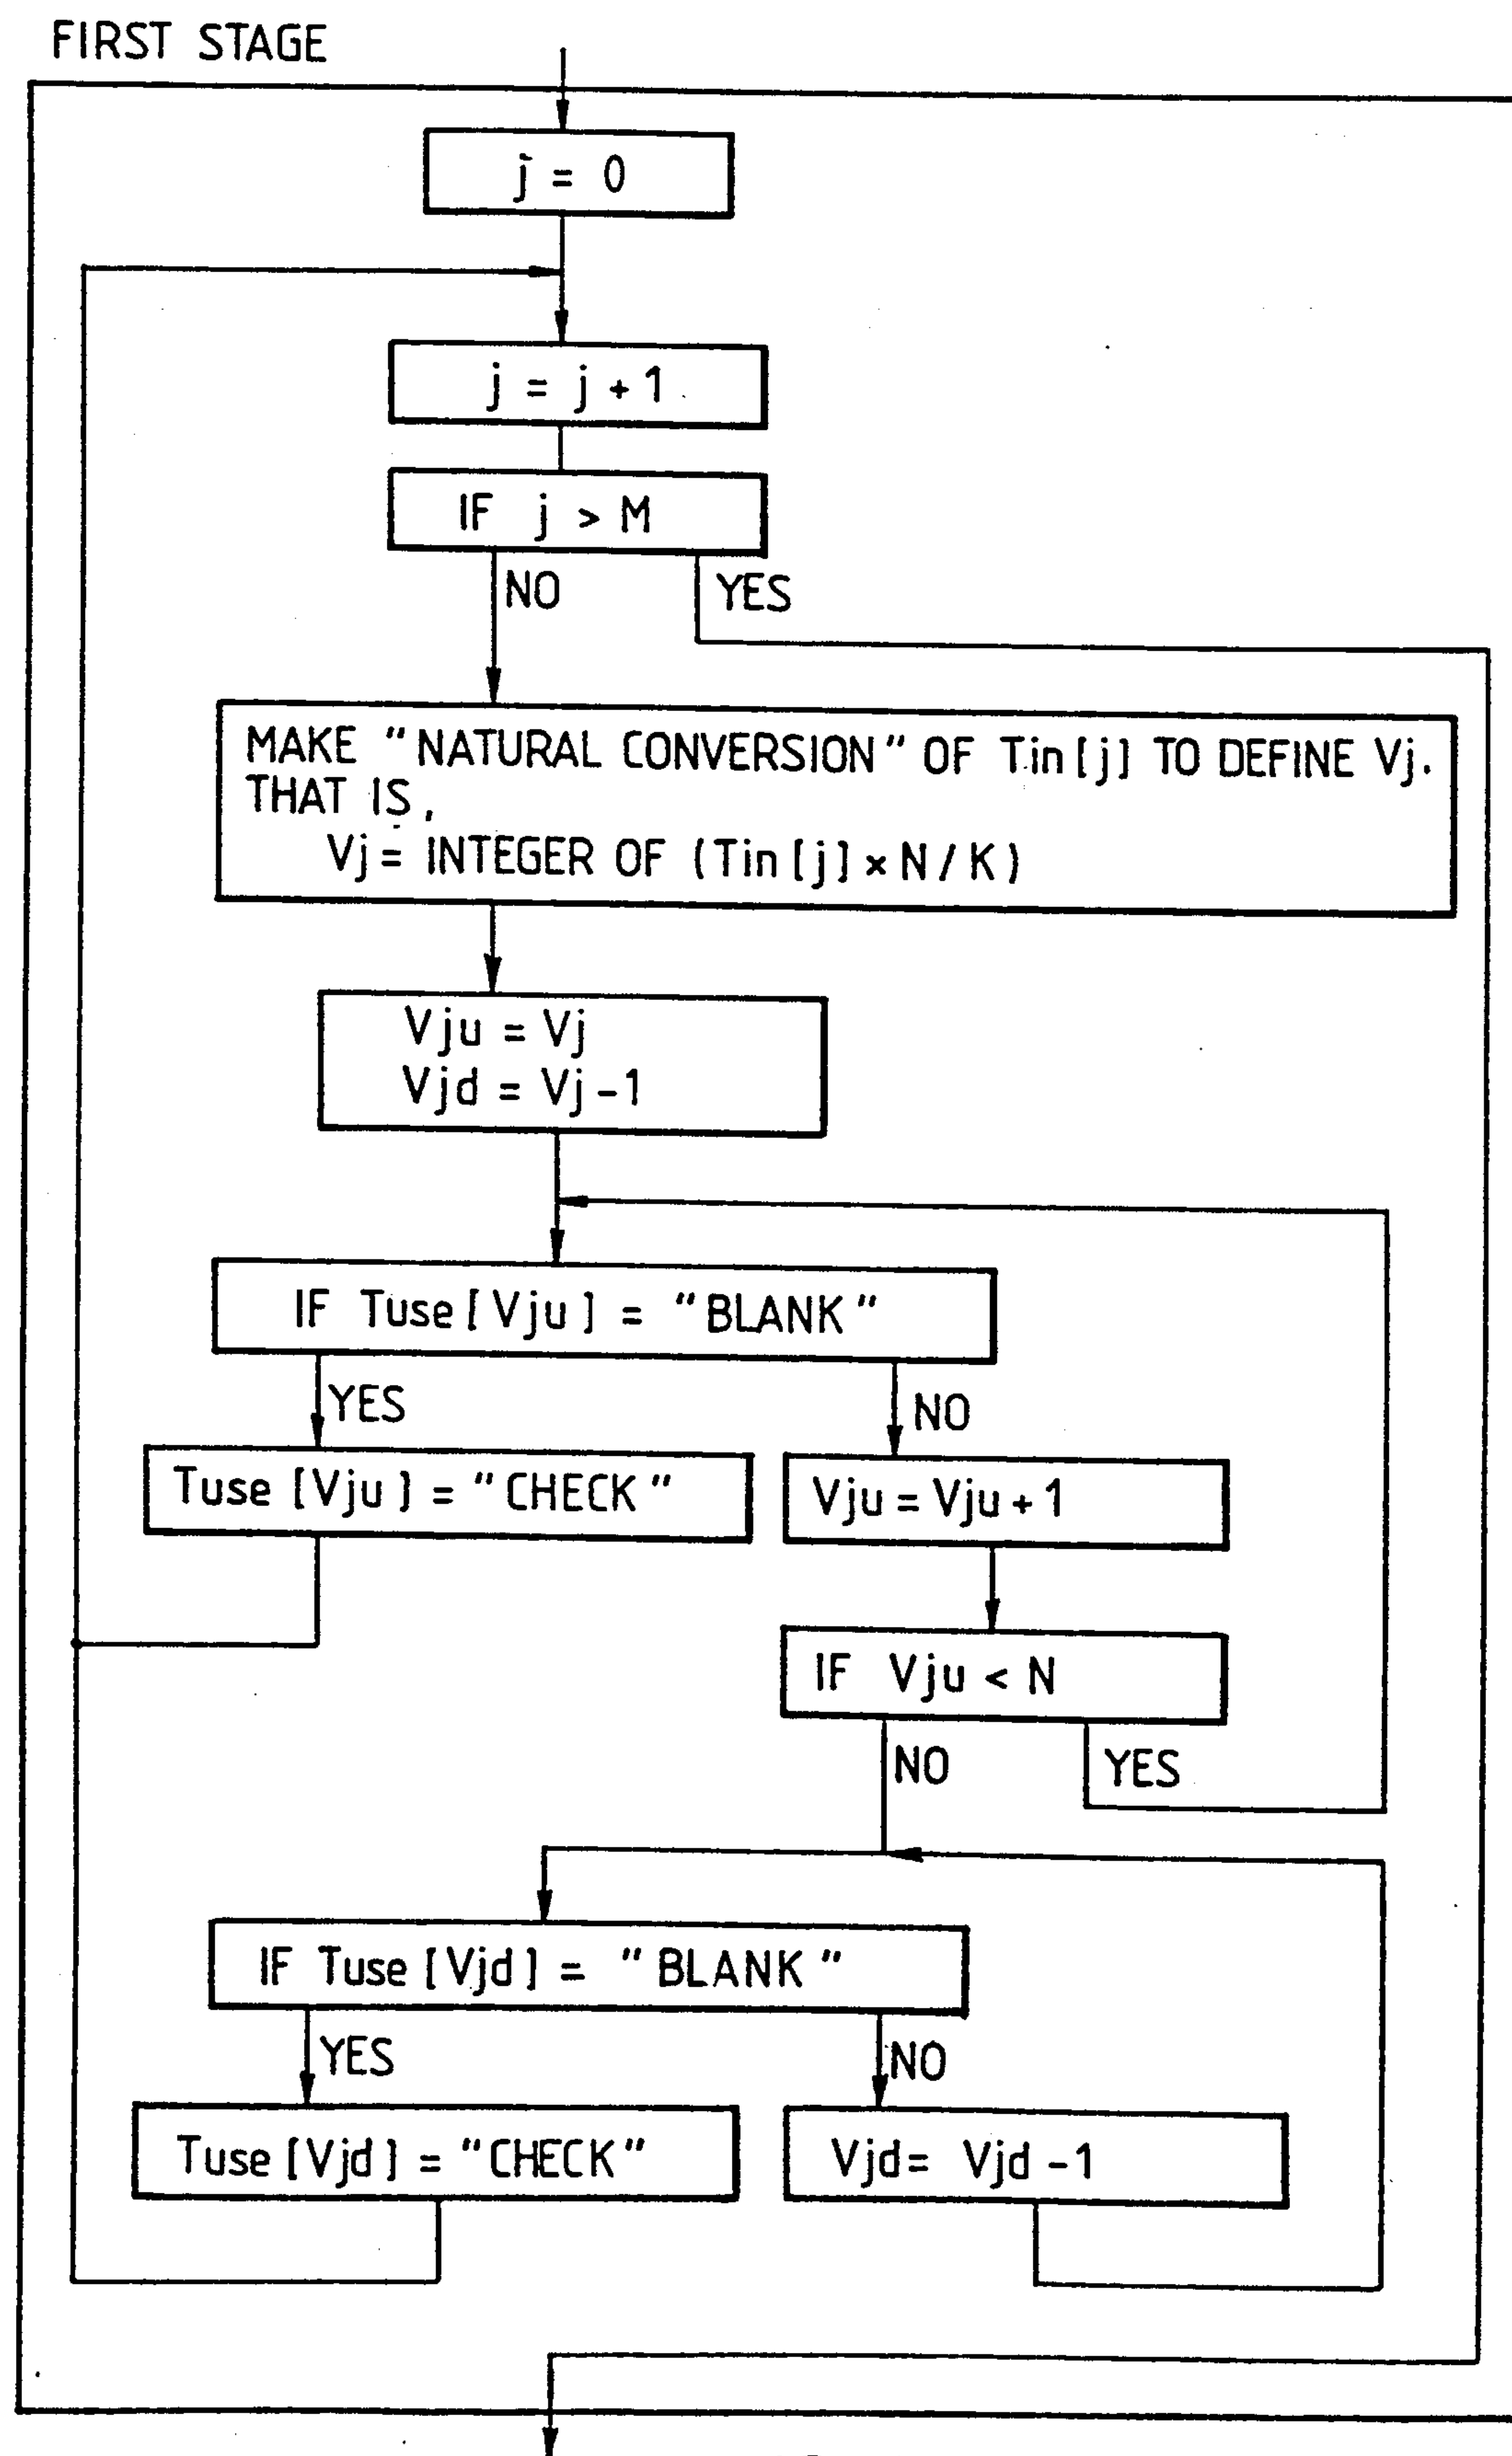 FIRST STAGE
j = 0
j = j + 1
IF j > M
NO
YES
MAKE "NATURAL CONVERSION" OF Tin[j] TO DEFINE Vj.
THAT IS,
Vj = INTEGER OF (Tin[j] × N / K)
Vju = Vj
Vjd = Vj - 1
IF Tuse[Vju] = "BLANK"
YES
NO
Tuse [Vju] = "CHECK"
Vju = Vju + 1
IF Vju < N
NO
YES
IF Tuse [Vjd] = "BLANK"
YES
NO
Tuse [Vjd] = "CHECK"
Vjd = Vjd - 1